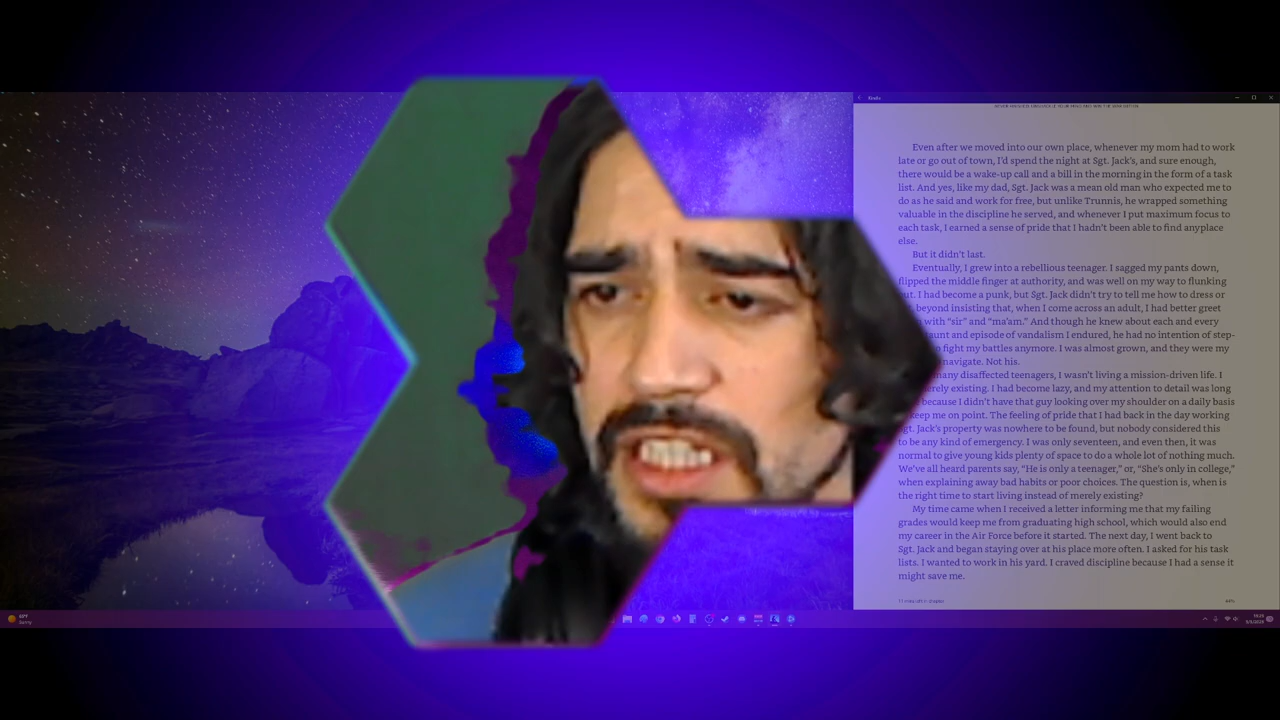 Kindle
Even after we moved into our own place, whenever my mom had to work
late or go out of town, I'd spend the night at Sgt. Jack's, and sure enough,
there would be a wake-up call and a bill in the morning in the form of a task
list. And yes, like my dad, Sgt. Jack was a mean old man who expected me to
do as he said and work for free, but unlike Trunnis, he wrapped something
valuable in the discipline he served, and whenever I put maximum focus to
each task, I earned a sense of pride that I hadn't been able to find anyplace
else.
But it didn't last.
Eventually, I grew into a rebellious teenager. I sagged my pants down,
flipped the middle finger at authority, and was well on my way to flunking
out. I had become a punk, but Sgt. Jack didn't try to tell me how to dress or
beyond insisting that, when I come across an adult, I had better greet
with “sir” and “ma'am.” And though he knew about each and every
taunt and episode of vandalism I endured, he had no intention of step-
fight my battles anymore. I was almost grown, and they were my
navigate. Not his.
many disaffected teenagers, I wasn't living a mission-driven life. I
merely existing. I had become lazy, and my attention to detail was long
because I didn't have that guy looking over my shoulder on a daily basis
keep me on point. The feeling of pride that I had back in the day working
Sgt. Jack's property was nowhere to be found, but nobody considered this
to be any kind of emergency. I was only seventeen, and even then, it was
normal to give young kids plenty of space to do a whole lot of nothing much.
We've all heard parents say, “He is only a teenager,” or, “She's only in college,”
when explaining away bad habits or poor choices. The question is, when is
the right time to start living instead of merely existing?
My time came when I received a letter informing me that my failing
grades would keep me from graduating high school, which would also end
my career in the Air Force before it started. The next day, I went back to
Sgt. Jack and began staying over at his place more often. I asked for his task
lists. I wanted to work in his yard. I craved discipline because I had a sense it
might save me.
Sunny